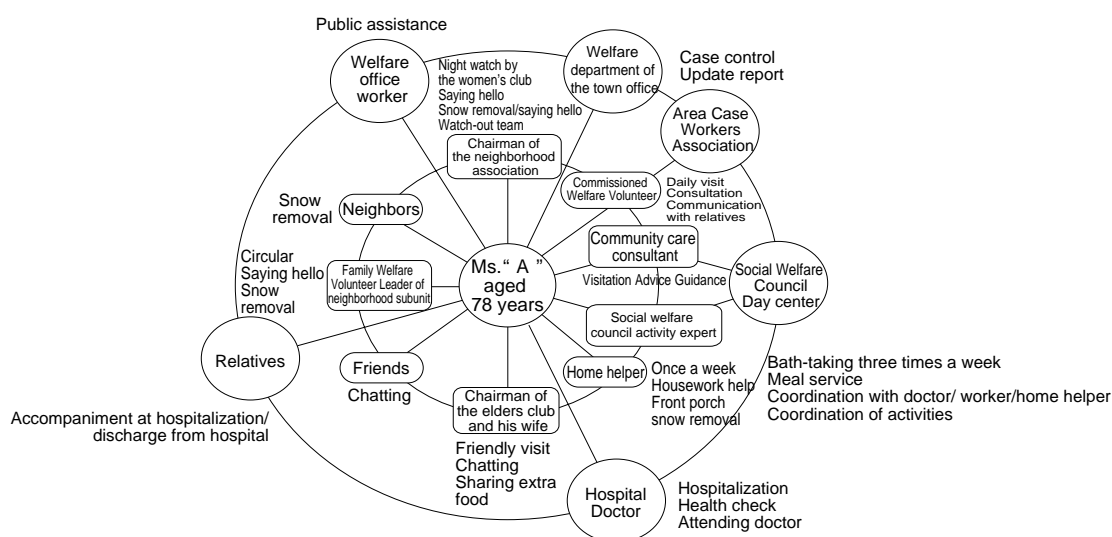 Public assistance
Welfare
office
worker
Night watch by
the women's club
Saying hello
Snow removal/saying hello
Watch-out team
Welfare
department of
the town office
Case control
Update report
Area Case
Workers
Association
Chairman of
the neighborhood
association
Commissioned
Welfare Volunteer
Daily visit
Consultation
Communication
with relatives
Snow
removal
Neighbors
Community care
consultant
Circular
Saying hello
Snow
removal
Family Welfare
Volunteer Leader of
neighborhood subunit
Ms.“ A ”
aged
78 years
Visitation Advice Guidance
Social Welfare
Council
Day center
Social welfare
council activity expert
Relatives
Friends
Chatting
Home helper
Once a week
Housework help
Front porch
snow removal
Bath-taking three times a week
Meal service
Coordination with doctor/ worker/home helper
Coordination of activities
Accompaniment at hospitalization/
discharge from hospital
Chairman of
the elders club
and his wife
Friendly visit
Chatting
Sharing extra
food
Hospital
Doctor
Hospitalization
Health check
Attending doctor